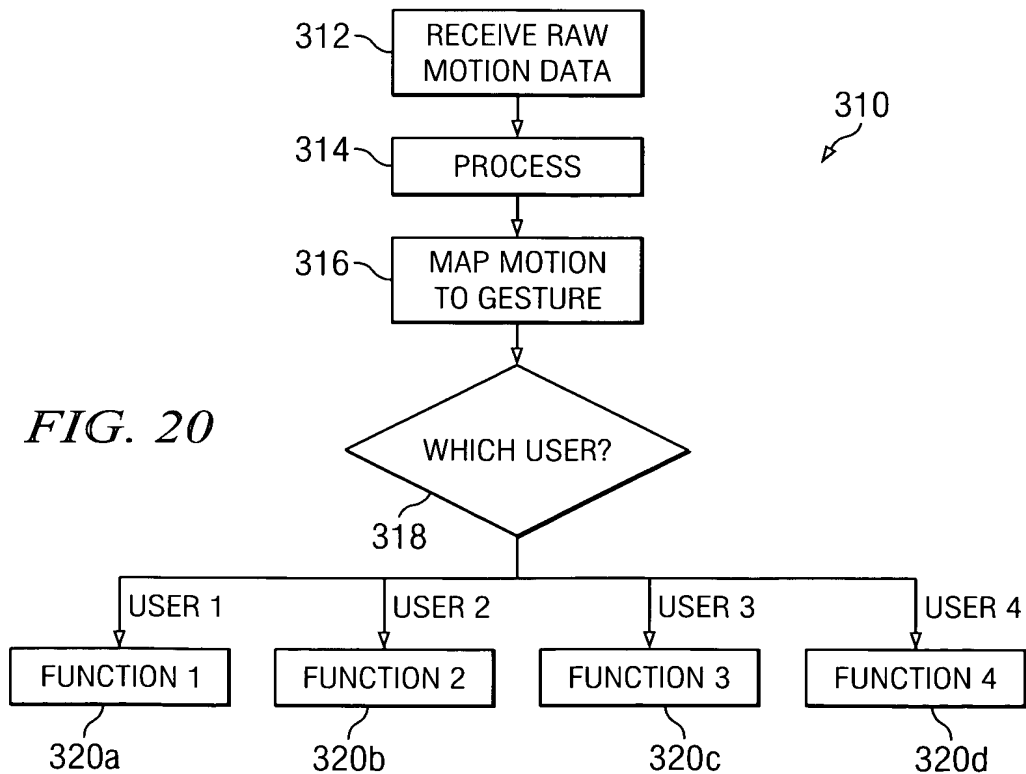 312
RECEIVE RAW
MOTION DATA
310
314
PROCESS
316
MAP MOTION
TO GESTURE
FIG. 20
WHICH USER?
318
USER 1
USER 2
USER 3
USER 4
FUNCTION 1
FUNCTION 2
FUNCTION 3
FUNCTION 4
320a
320b
320c
320d